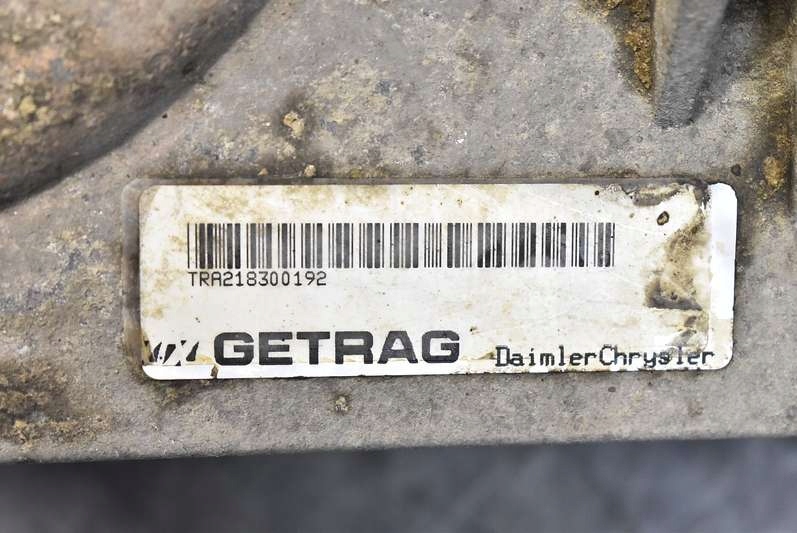 TRA218300192
GETRAG DaimlerChrysler